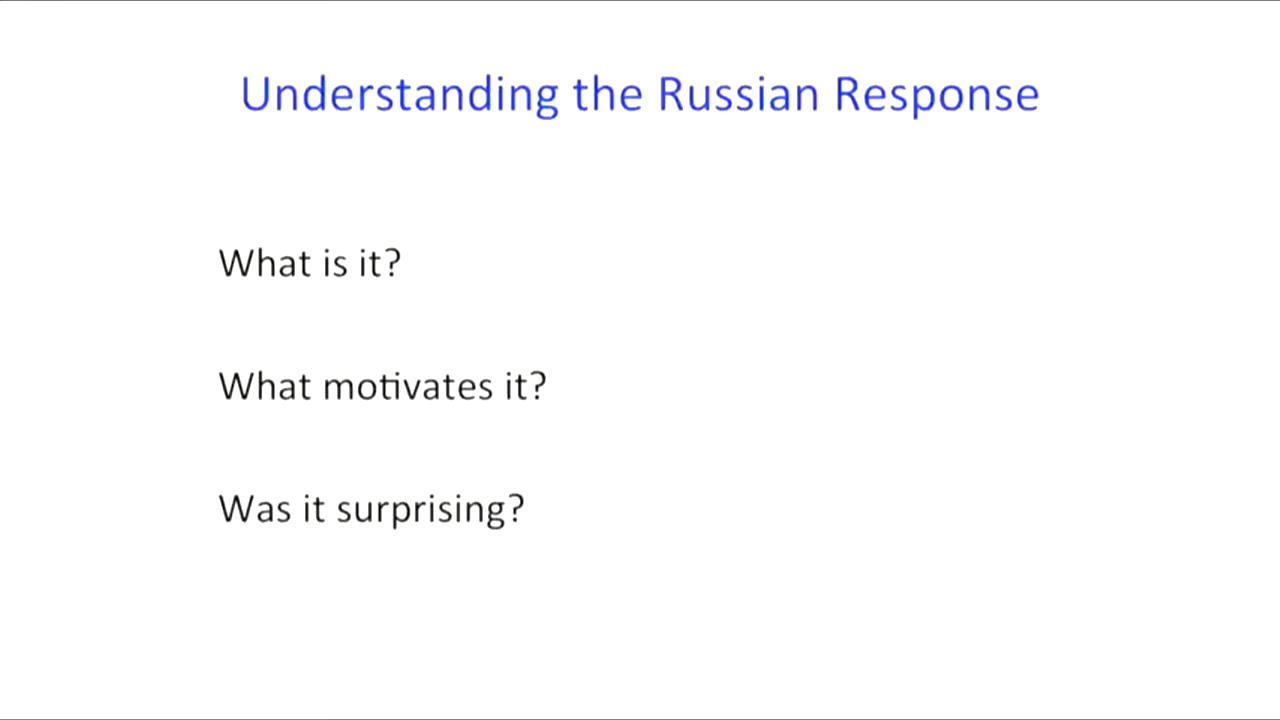 Understanding the Russian Response
What is it?
What motivates it?
Was it surprising?